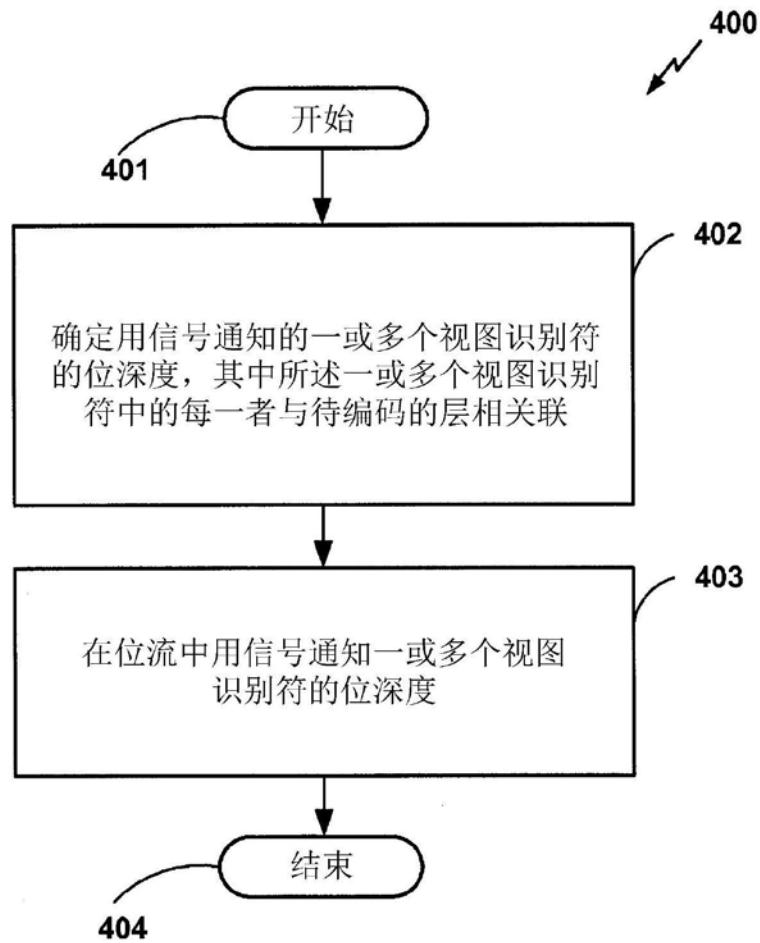 400
开始
401
402
确定用信号通知的一或多个视图识别符
的位深度，其中所述一或多个视图识别
符中的每一者与待编码的层相关联
403
在位流中用信号通知一或多个视图
识别符的位深度
结束
404